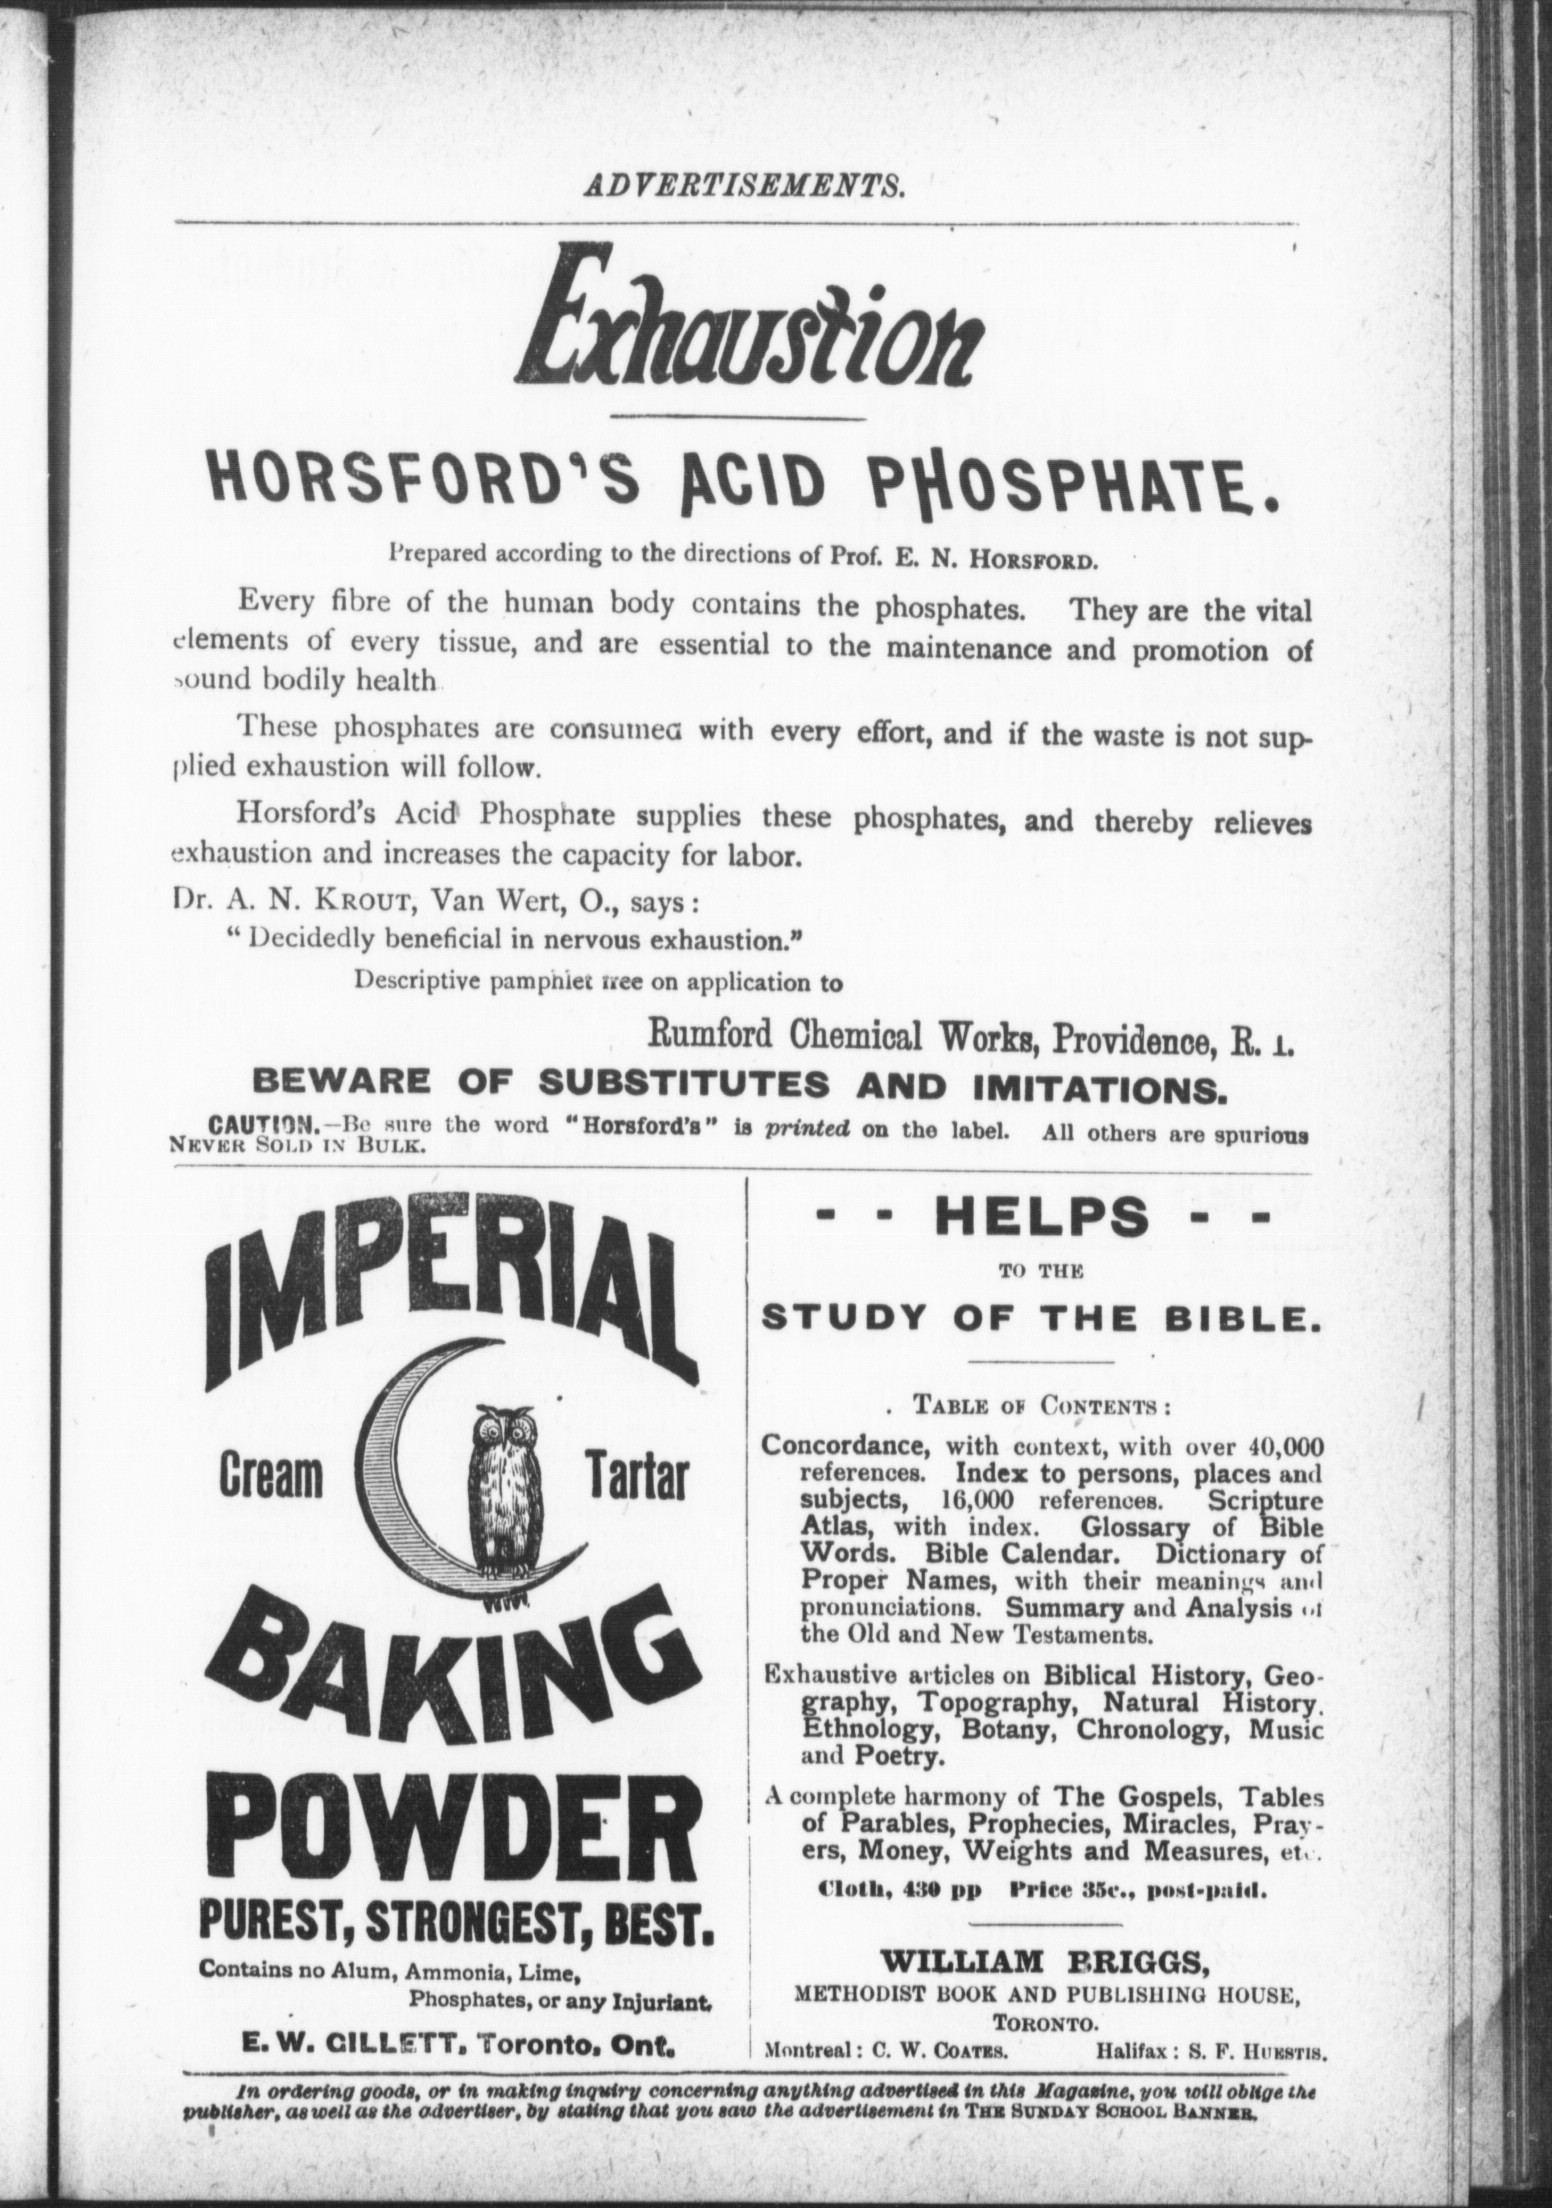 ADVERTISEMENTS.
Exhaustion
HORSFORD'S ACID PHOSPHATE.
Prepared according to the directions of Prof. E. N. HORSFORD.
Every fibre of the human body contains the phosphates. They are the vital
elements of every tissue, and are essential to the maintenance and promotion of
sound bodily health
These phosphates are consumed with every effort, and if the waste is not sup-
plied exhaustion will follow.
Horsford's Acid Phosphate supplies these phosphates, and thereby relieves
exhaustion and increases the capacity for labor.
Dr. A. N. KROUT, Van Wert, O., says:
"Decidedly beneficial in nervous exhaustion."
Descriptive pamphlet free on application to
Rumford Chemical Works, Providence, R. I.
BEWARE OF SUBSTITUTES AND IMITATIONS.
CAUTION.—Be sure the word "Horsford's" is printed on the label. All others are spurious
NEVER SOLD IN BULK.
IMPERIAL
Cream Tartar
BAKING
POWDER
PUREST, STRONGEST, BEST.
Contains no Alum, Ammonia, Lime,
Phosphates, or any Injuriant.
E. W. GILLETT, Toronto, Ont.
- - HELPS - -
TO THE
STUDY OF THE BIBLE.
TABLE OF CONTENTS:
Concordance, with context, with over 40,000
references. Index to persons, places and
subjects, 16,000 references. Scripture
Atlas, with index. Glossary of Bible
Words. Bible Calendar. Dictionary of
Proper Names, with their meanings and
pronunciations. Summary and Analysis of
the Old and New Testaments.
Exhaustive articles on Biblical History, Geo-
graphy, Topography, Natural History.
Ethnology, Botany, Chronology, Music
and Poetry.
A complete harmony of The Gospels, Tables
of Parables, Prophecies, Miracles, Pray-
ers, Money, Weights and Measures, etc.
Cloth, 430 pp Price 35c., post-paid.
WILLIAM BRIGGS,
METHODIST BOOK AND PUBLISHING HOUSE,
TORONTO.
Montreal: C. W. COATES. Halifax: S. F. HUESTIS.
In ordering goods, or in making inquiry concerning anything advertised in this Magazine, you will oblige the
publisher, as well as the advertiser, by stating that you saw the advertisement in THE SUNDAY SCHOOL BANNER.